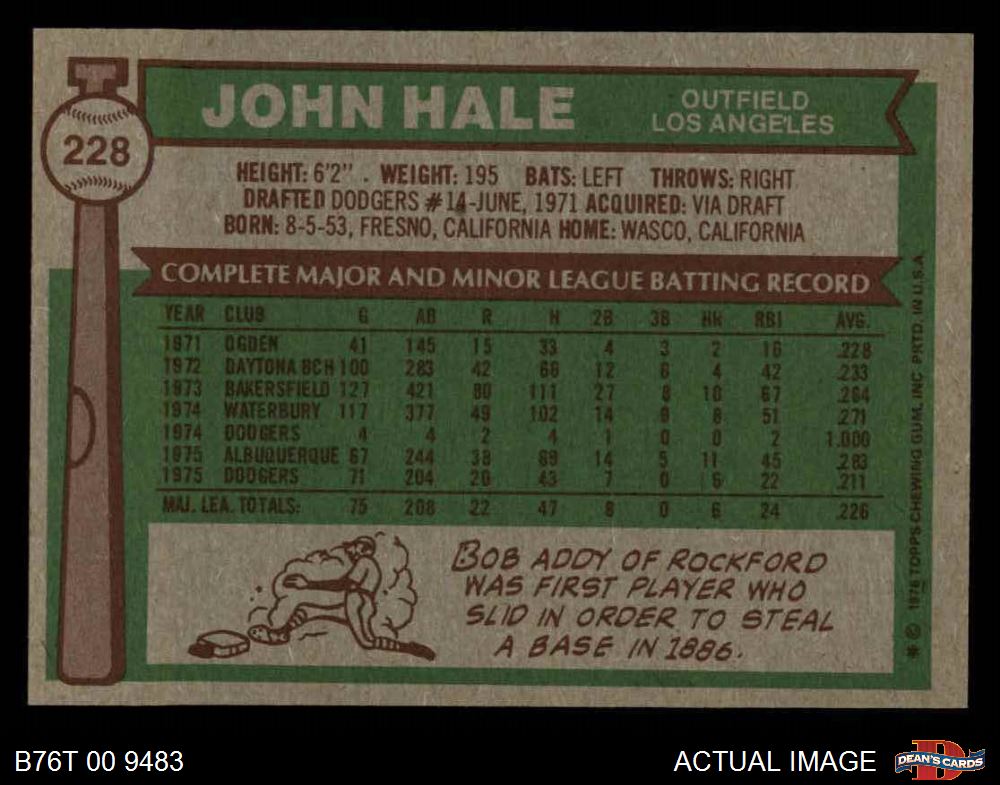 JOHN HALE
OUTFIELD
LOS ANGELES
228
HEIGHT: 6'2". WEIGHT: 195 BATS: LEFT THROWS: RIGHT
DRAFTED DODGERS #14-JUNE, 1971 ACQUIRED: VIA DRAFT
BORN: 8-5-53, FRESNO, CALIFORNIA HOME: WASCO, CALIFORNIA
COMPLETE MAJOR AND MINOR LEAGUE BATTING RECORD
YEAR CLUB G AB R H 2B 3B HR RBI AVG.
1971 OGDEN 41 145 15 33 4 3 2 16 .228
1972 DAYTONA BCH 100 283 42 66 12 6 4 42 .233
1973 BAKERSFIELD 127 421 80 111 27 8 10 67 .264
1974 WATERBURY 117 377 49 102 14 8 51 .271
1974 DODGERS 4 4 2 4 1 0 0 2 1.000
1975 ALBUQUERQUE 67 244 38 69 14 5 11 45 .283
1975 DODGERS 71 204 20 43 7 0 6 22 .211
MAJ. LEA. TOTALS: 75 208 22 47 8 0 6 24 .226
BOB ADDY OF ROCKFORD
WAS FIRST PLAYER WHO
SLID IN ORDER TO STEAL
A BASE IN 1886.
* © 1976 TOPPS CHEWING GUM, INC. PRTD. IN U.S.A.
B76T 00 9483
ACTUAL IMAGE
D
DEAN'S CARDS